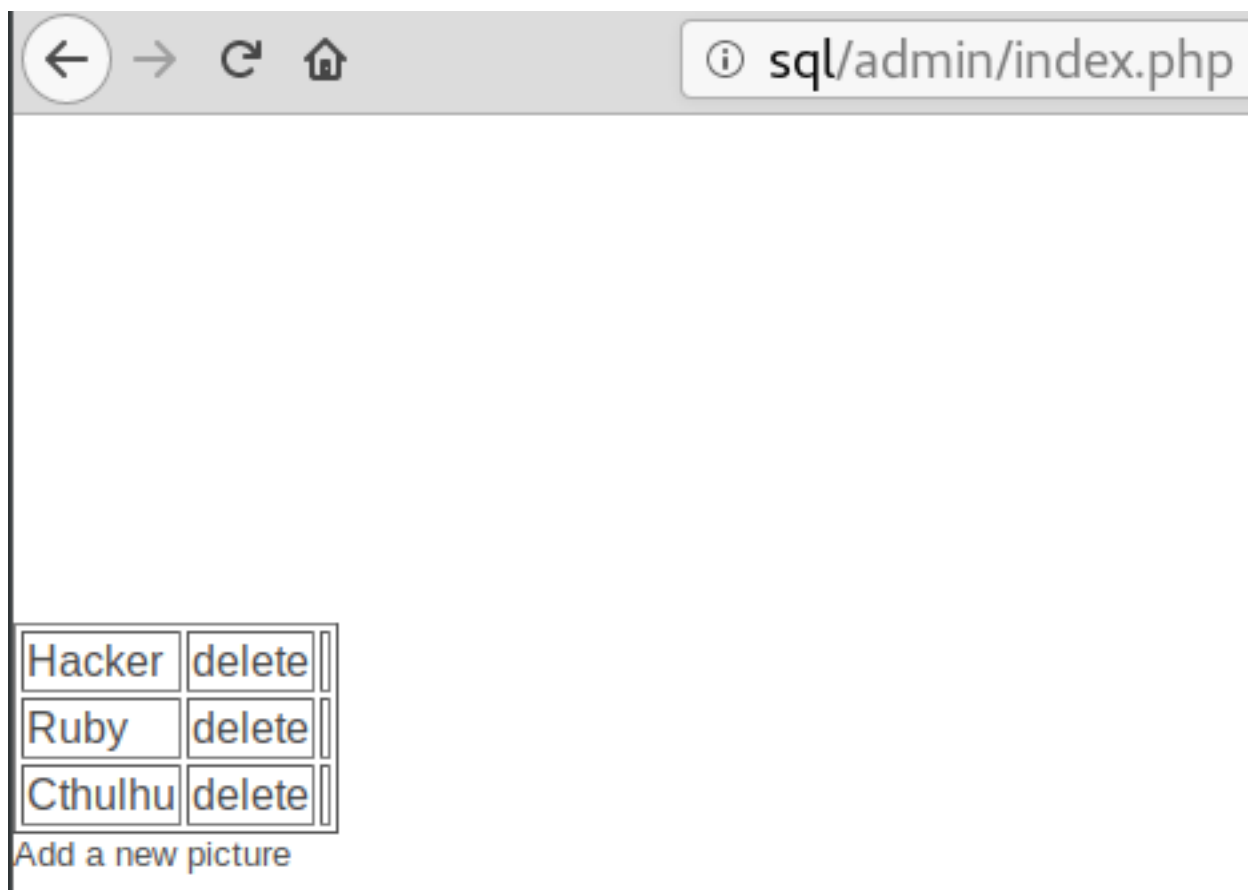 sql/admin/index.php
Hacker delete
Ruby delete
Cthulhu delete
Add a new picture